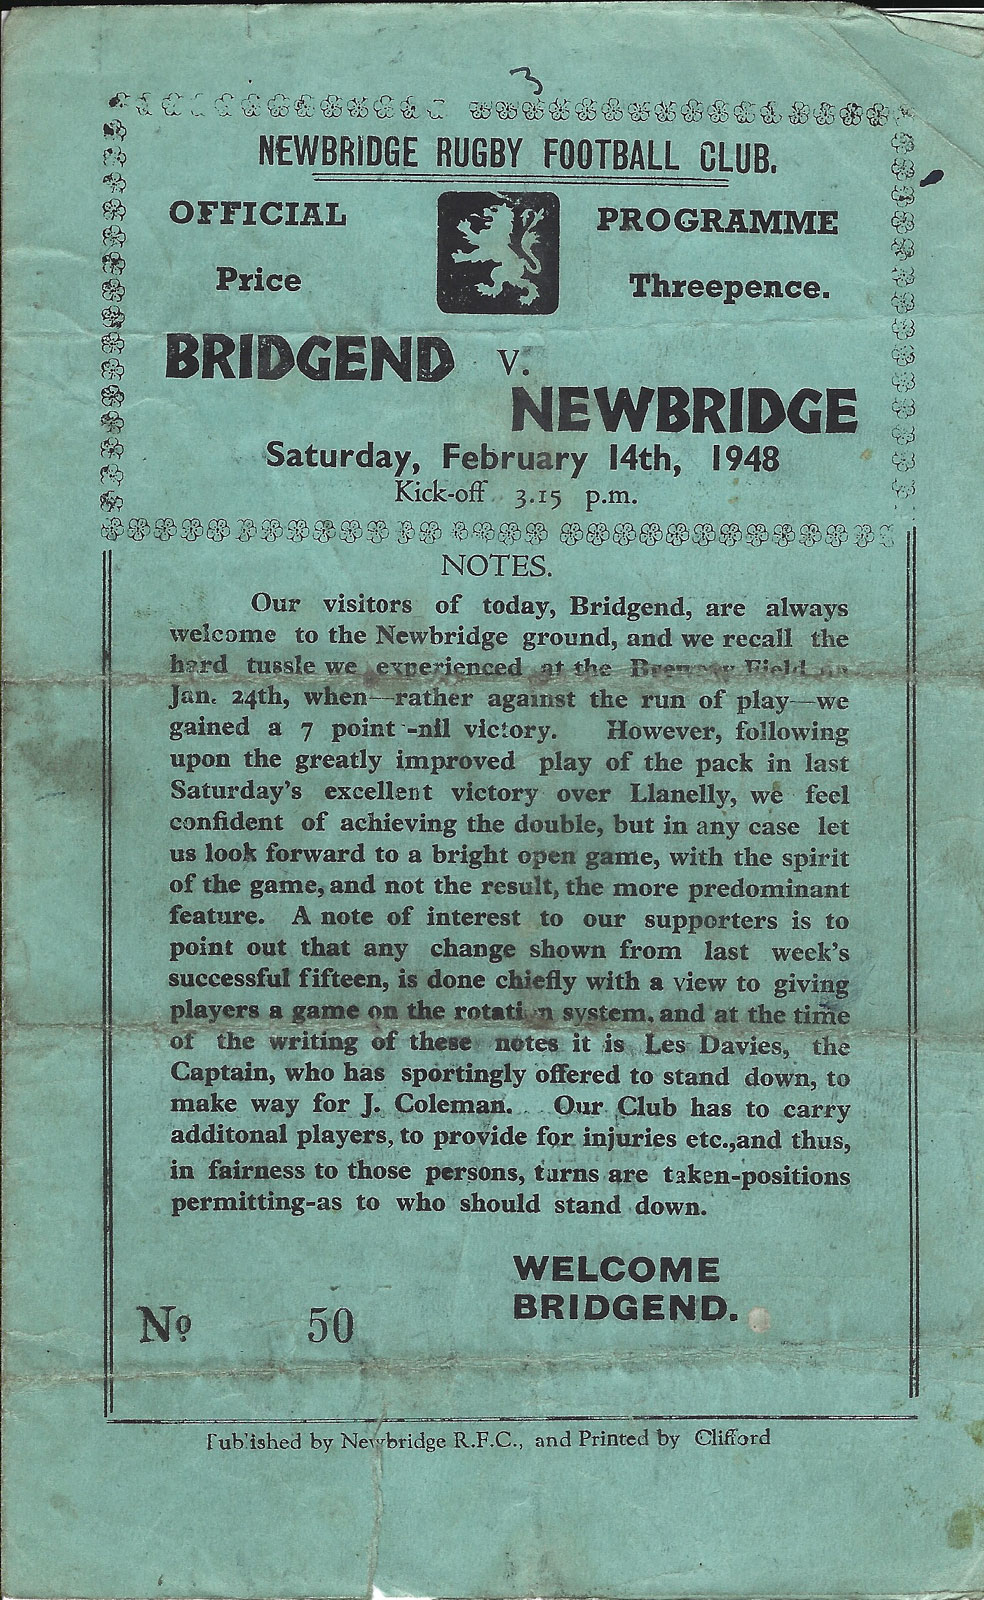 3
NEWBRIDGE RUGBY FOOTBALL CLUB.
OFFICIAL PROGRAMME
Price Threepence.
BRIDGEND V.
NEWBRIDGE
Saturday, February 14th, 1948
Kick-off 3.15 p.m.
NOTES.
Our visitors of today, Bridgend, are always
welcome to the Newbridge ground, and we recall the
hard tussle we experienced at the Brewery Field on
Jan. 24th, when—rather against the run of play—we
gained a 7 point -nil victory. However, following
upon the greatly improved play of the pack in last
Saturday's excellent victory over Llanelly, we feel
confident of achieving the double, but in any case let
us look forward to a bright open game, with the spirit
of the game, and not the result, the more predominant
feature. A note of interest to our supporters is to
point out that any change shown from last week's
successful fifteen, is done chiefly with a view to giving
players a game on the rotation system, and at the time
of the writing of these notes it is Les Davies, the
Captain, who has sportingly offered to stand down, to
make way for J. Coleman. Our Club has to carry
additonal players, to provide for injuries etc.,and thus,
in fairness to those persons, turns are taken-positions
permitting-as to who should stand down.
WELCOME
BRIDGEND.
No 50
Published by Newbridge R.F.C., and Printed by Clifford